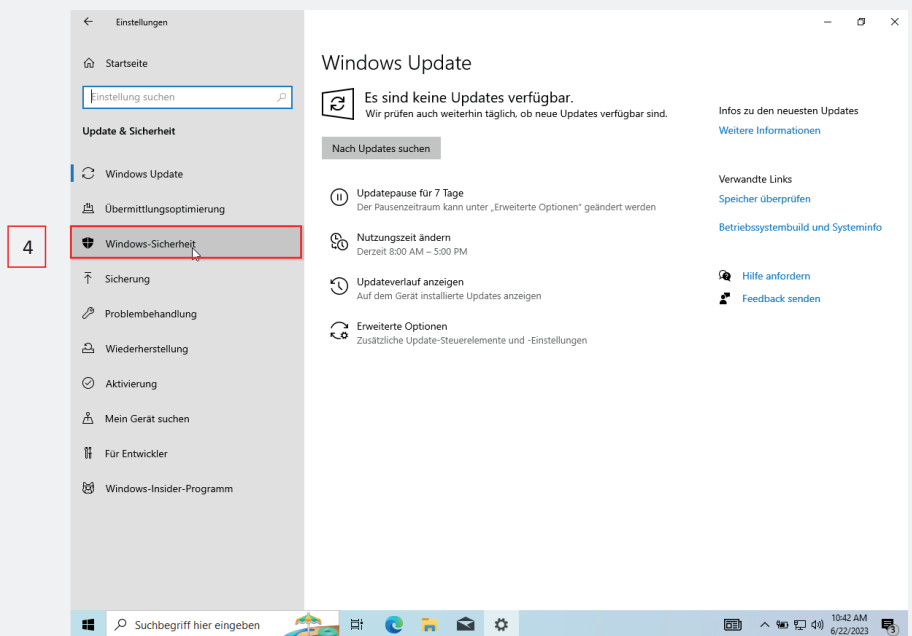 Einstellungen
Startseite
Einstellung suchen
Update & Sicherheit
Windows Update
Übermittlungsoptimierung
4
Windows-Sicherheit
Sicherung
Problembehandlung
Wiederherstellung
Aktivierung
Mein Gerät suchen
Für Entwickler
Windows-Insider-Programm
Windows Update
Es sind keine Updates verfügbar.
Wir prüfen auch weiterhin täglich, ob neue Updates verfügbar sind.
Nach Updates suchen
Updatepause für 7 Tage
Der Pausenzeitraum kann unter „Erweiterte Optionen" geändert werden
Nutzungszeit ändern
Derzeit 8:00 AM – 5:00 PM
Updateverlauf anzeigen
Auf dem Gerät installierte Updates anzeigen
Erweiterte Optionen
Zusätzliche Update-Steuerelemente und -Einstellungen
Infos zu den neuesten Updates
Weitere Informationen
Verwandte Links
Speicher überprüfen
Betriebssystembuild und Systeminfo
Hilfe anfordern
Feedback senden
Suchbegriff hier eingeben
10:42 AM
6/22/2023
3